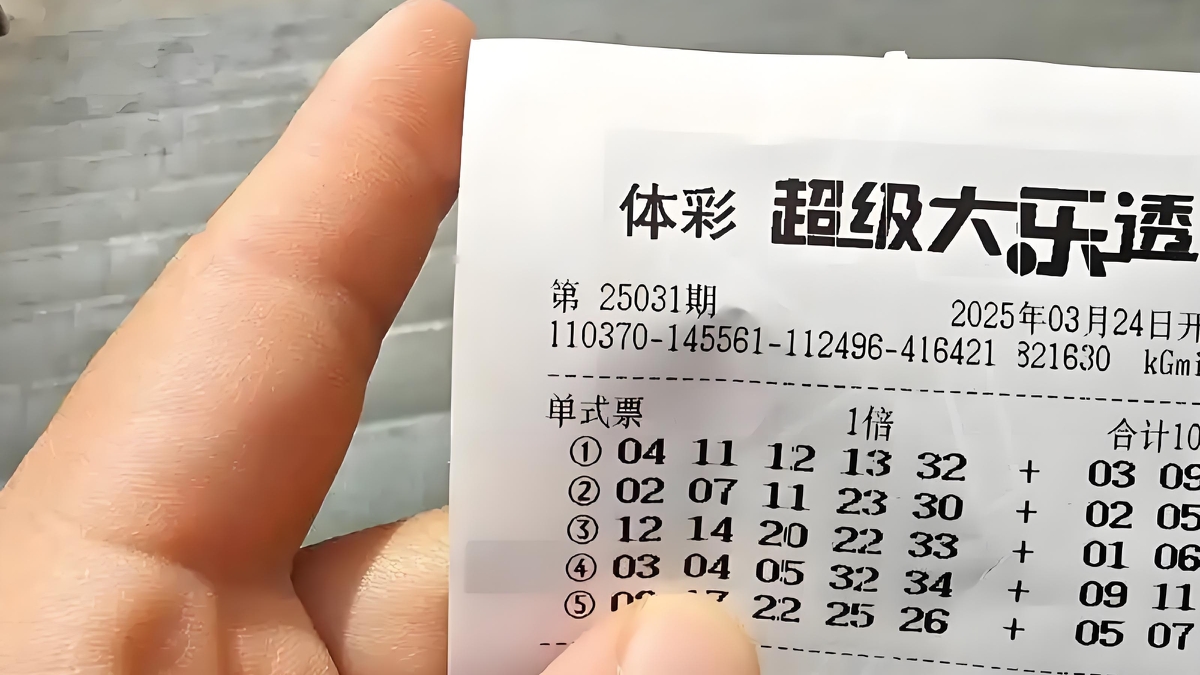 体彩 超级大乐透
第 25031期 2025年03月24日开
110370-145561-112496-416421 821630 kGmi
单式票 1倍 合计10
① 04 11 12 13 32 + 03 09
② 02 07 11 23 30 + 02 05
③ 12 14 20 22 33 + 01 06
④ 03 04 05 32 34 + 09 11
⑤ 22 25 26 + 05 07